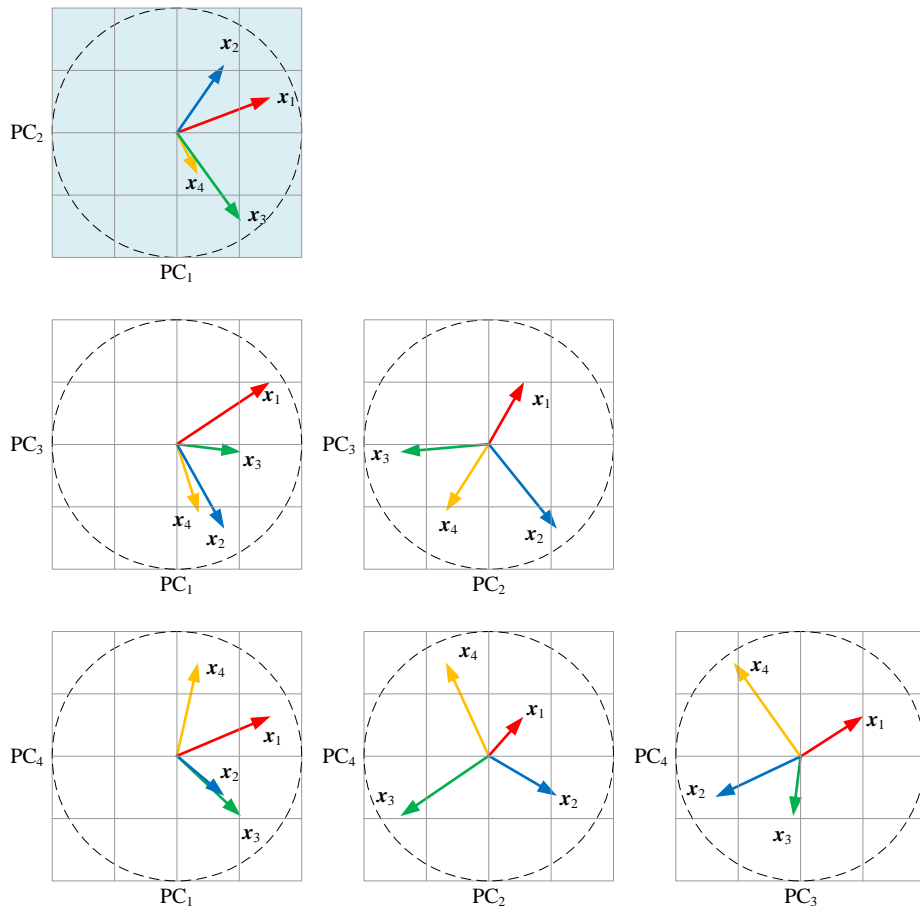 x₂
x₁
PC₂
x₄
x₃
PC₁
x₁
x₁
PC₃
x₃
PC₃
x₃
x₄
x₂
x₄
x₂
PC₁
PC₂
x₄
x₄
x₄
x₁
x₁
x₁
PC₄
x₂
PC₄
PC₄
x₃
x₂
x₂
x₃
x₃
PC₁
PC₂
PC₃